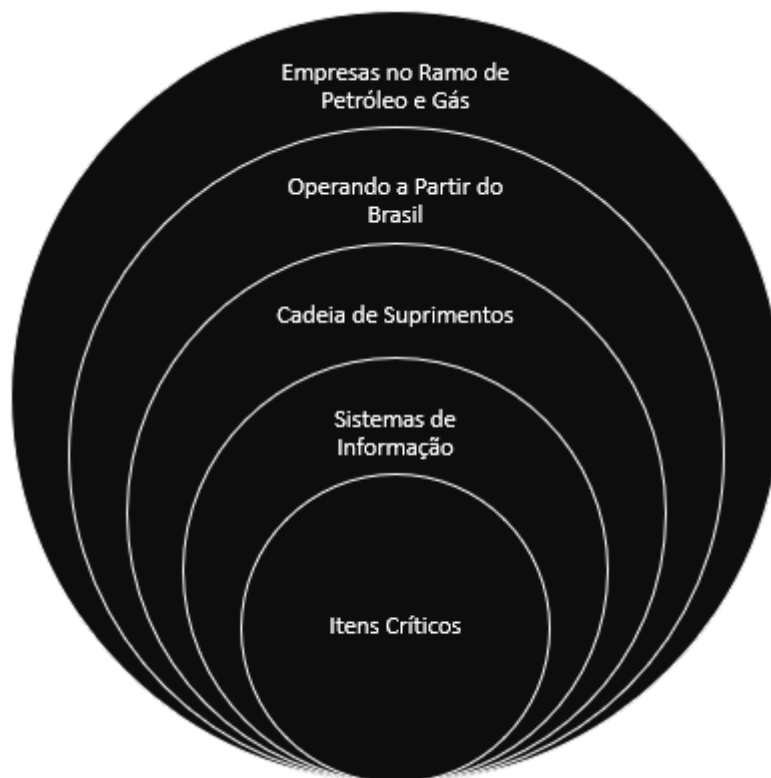 Empresas no Ramo de
Petróleo e Gás
Operando a Partir do
Brasil
Cadeia de Suprimentos
Sistemas de
Informação
Itens Críticos